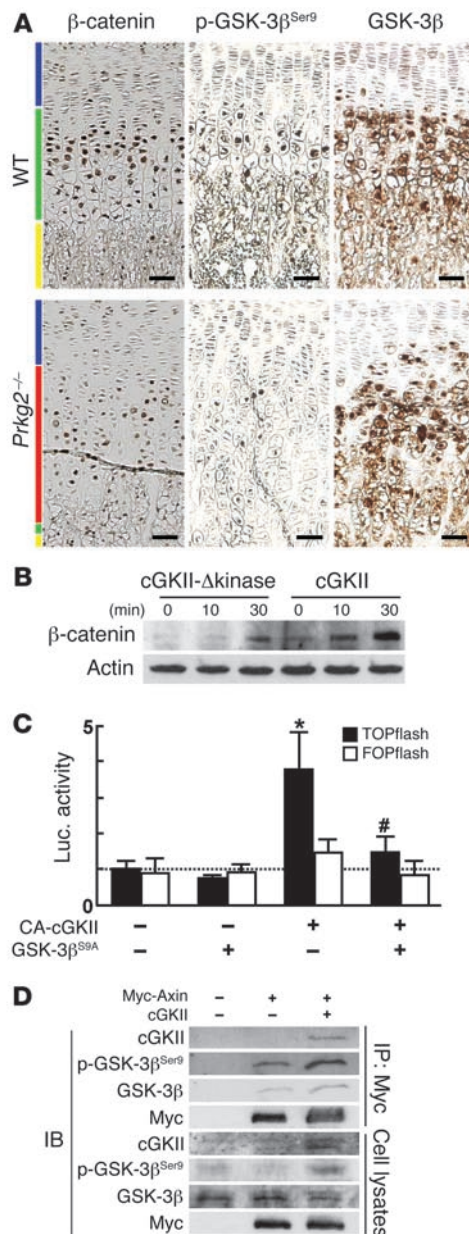 A
β-catenin p-GSK-3βSer9 GSK-3β
WT
Prkg2–/–
B
cGKII-Δkinase cGKII
(min) 0 10 30 0 10 30
β-catenin
Actin
C
5
1
0
Luc. activity
* #
TOPflash
FOPflash
CA-cGKII – – + +
GSK-3βS9A – + – +
D
Myc-Axin – + +
cGKII – – +
cGKII
p-GSK-3βSer9
GSK-3β
Myc
IP: Myc
cGKII
p-GSK-3βSer9
GSK-3β
Myc
Cell lysates
IB